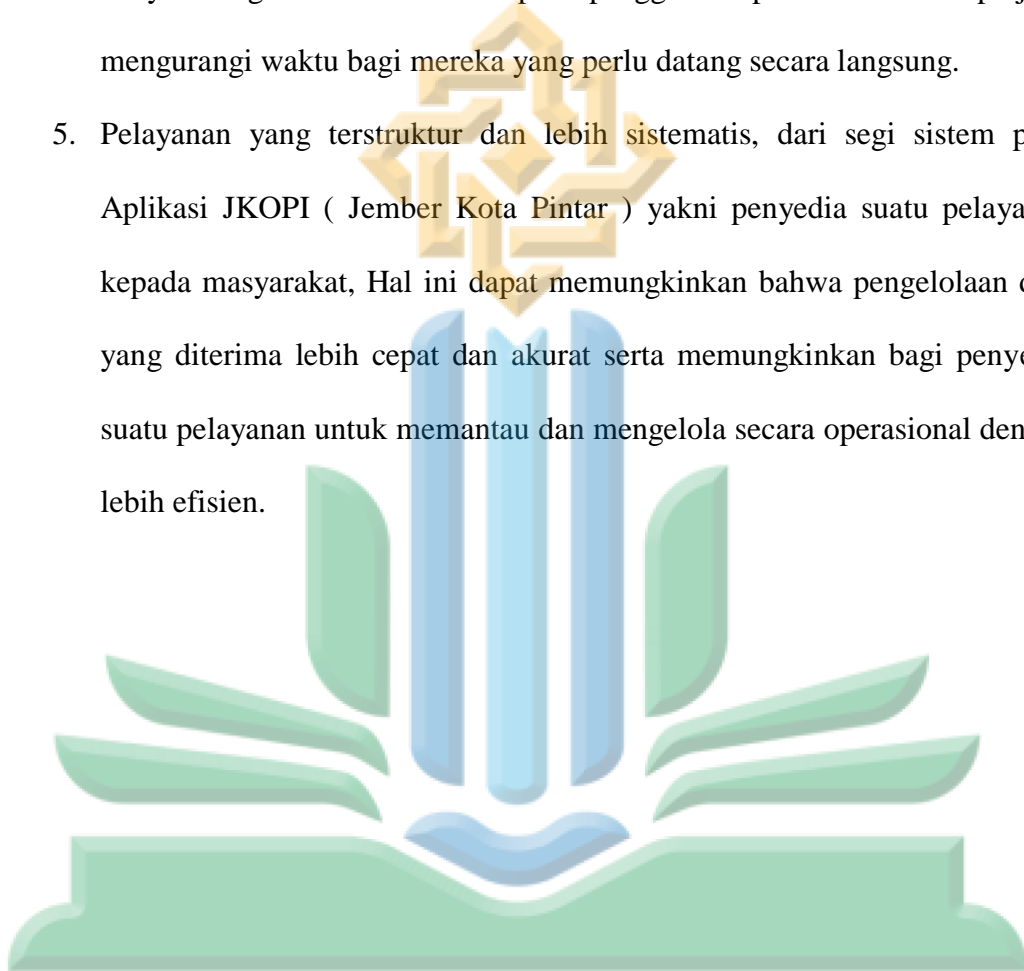 mengurangi waktu bagi mereka yang perlu datang secara langsung.
5. Pelayanan yang terstruktur dan lebih sistematis, dari segi sistem
Aplikasi JKOPI ( Jember Kota Pintar ) yakni penyedia suatu
kepada masyarakat, Hal ini dapat memungkinkan bahwa pengelolaan
yang diterima lebih cepat dan akurat serta memungkinkan bagi
suatu pelayanan untuk memantau dan mengelola secara operasional
lebih efisien.